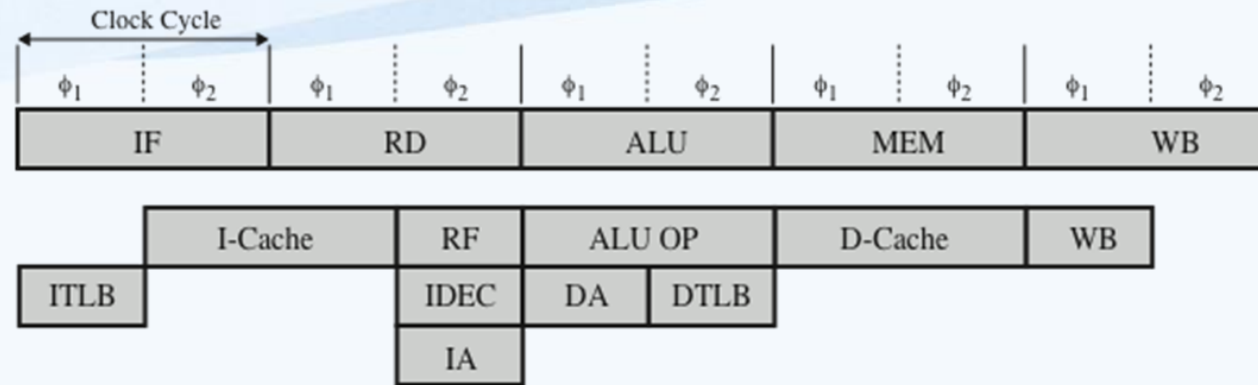 Clock Cycle
ϕ1 ϕ2 ϕ1 ϕ2 ϕ1 ϕ2 ϕ1 ϕ2 ϕ1 ϕ2
IF RD ALU MEM WB
I-Cache RF ALU OP D-Cache WB
ITLB IDEC DA DTLB
IA